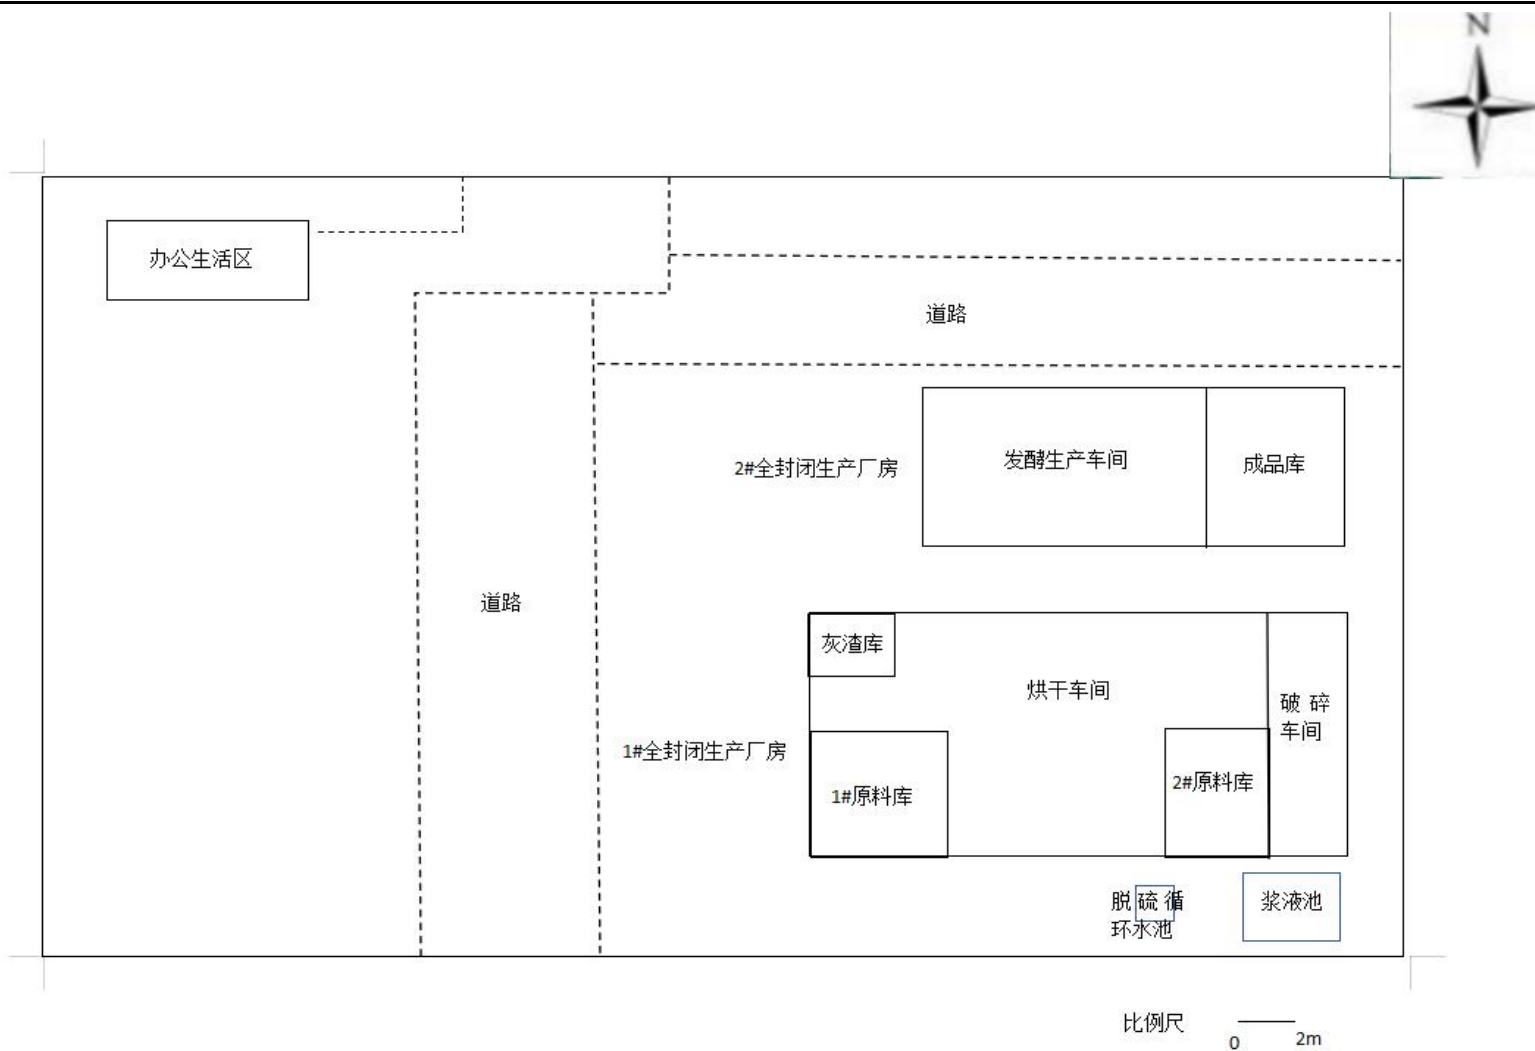 N
办公生活区
道路
2#全封闭生产厂房
发酵生产车间
成品库
道路
灰渣库
烘干车间
破 碎
车间
1#全封闭生产厂房
1#原料库
2#原料库
脱 硫 循
环水池
浆液池
比例尺
0
2m